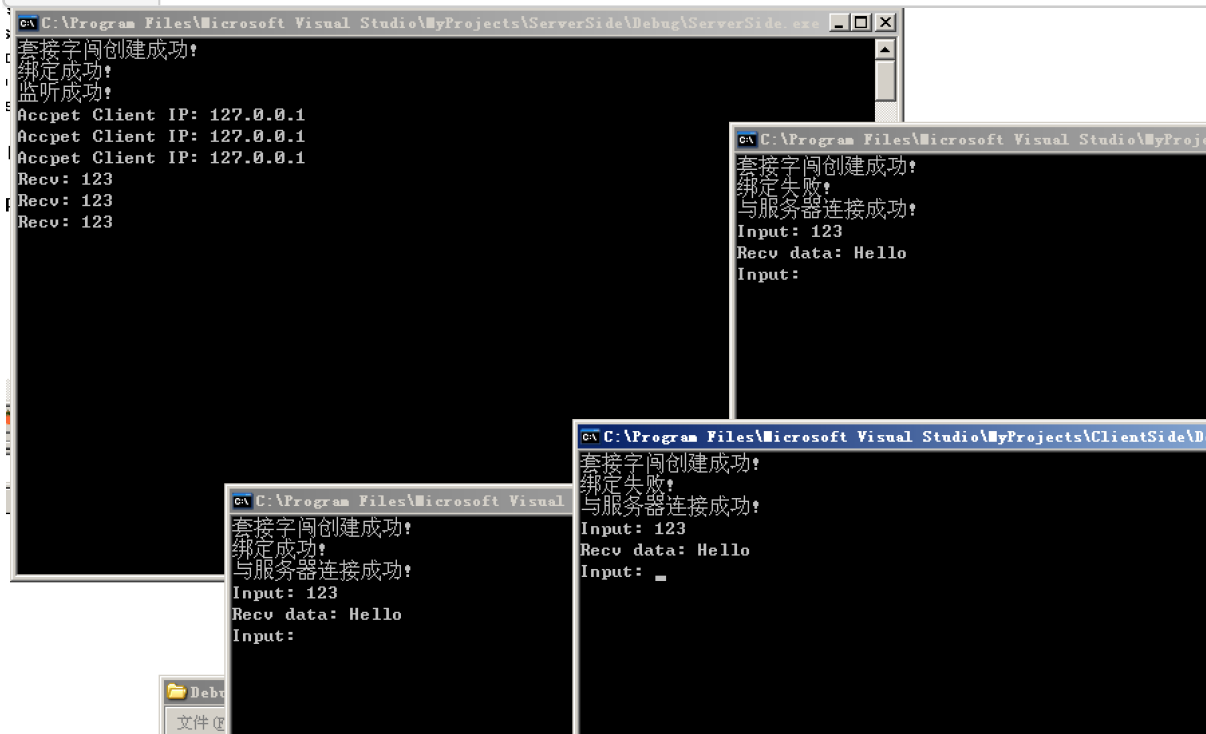 C:\Program Files\Microsoft Visual Studio\MyProjects\ServerSide\Debug\ServerSide.exe
套接字闯创建成功!
绑定成功!
监听成功!
Accpet Client IP: 127.0.0.1
Accpet Client IP: 127.0.0.1
Accpet Client IP: 127.0.0.1
Recv: 123
Recv: 123
Recv: 123
C:\Program Files\Microsoft Visual Studio\MyProje
套接字闯创建成功!
绑定失败!
与服务器连接成功!
Input: 123
Recv data: Hello
Input:
C:\Program Files\Microsoft Visual Studio\MyProjects\ClientSide\D
套接字闯创建成功!
绑定失败!
与服务器连接成功!
Input: 123
Recv data: Hello
Input: _
C:\Program Files\Microsoft Visual
套接字闯创建成功!
绑定成功!
与服务器连接成功!
Input: 123
Recv data: Hello
Input:
Debu
文件(F